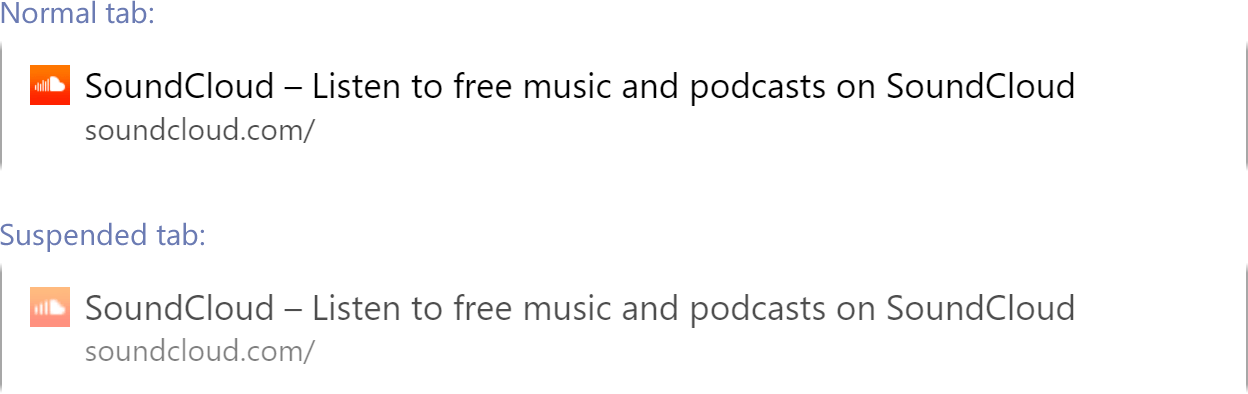 Normal tab:
SoundCloud – Listen to free music and podcasts on SoundCloud
soundcloud.com/
Suspended tab:
SoundCloud – Listen to free music and podcasts on SoundCloud
soundcloud.com/